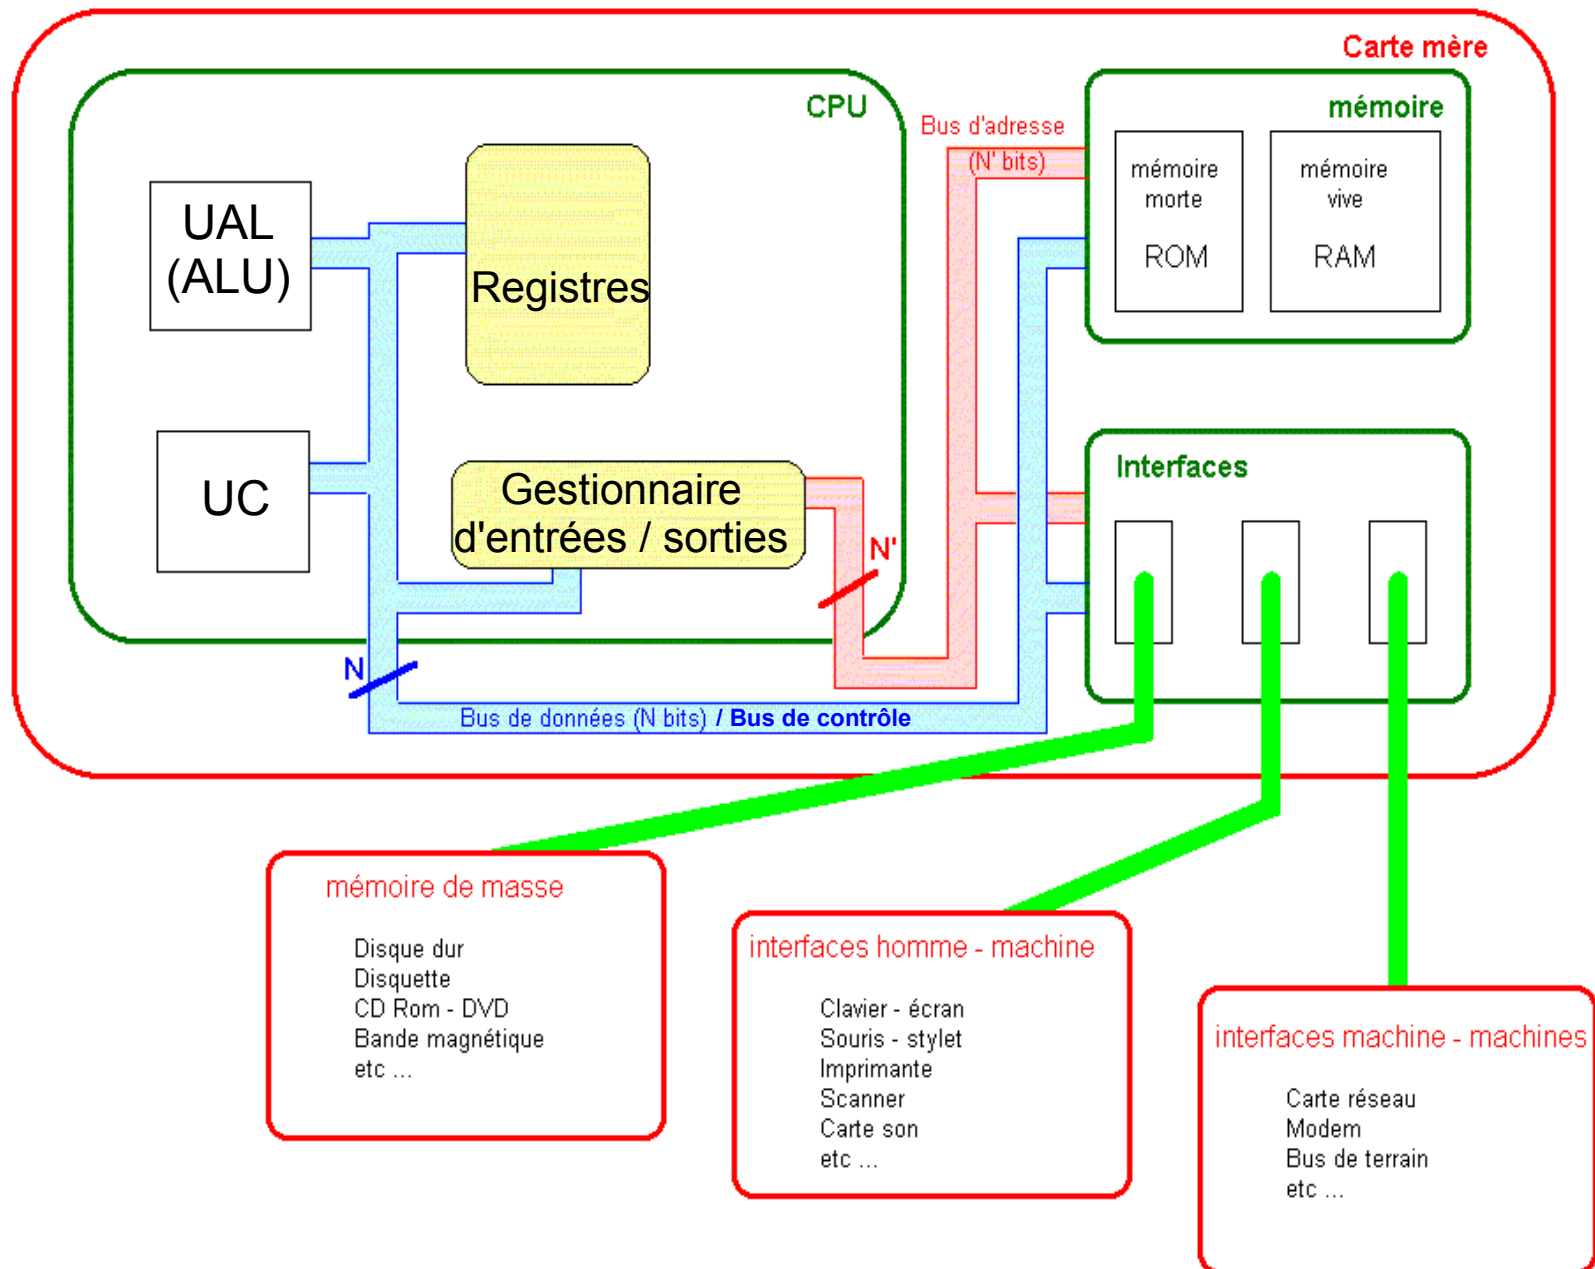 Carte mère
CPU
UAL
(ALU)
Registres
UC
Gestionnaire
d'entrées / sorties
N'
N
Bus d'adresse
(N' bits)
Bus de données (N bits) / Bus de contrôle
mémoire
mémoire
morte
ROM
mémoire
vive
RAM
Interfaces
mémoire de masse
Disque dur
Disquette
CD Rom - DVD
Bande magnétique
etc ...
interfaces homme - machine
Clavier - écran
Souris - stylet
Imprimante
Scanner
Carte son
etc ...
interfaces machine - machines
Carte réseau
Modem
Bus de terrain
etc ...